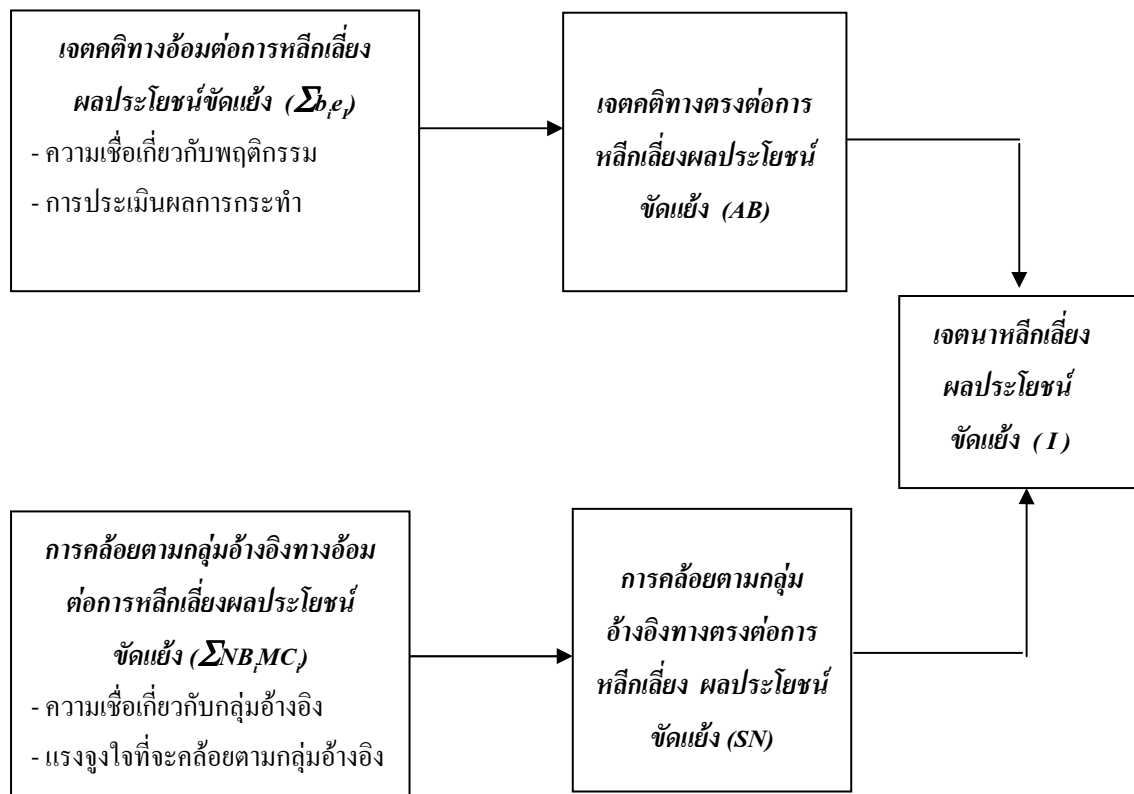 เจตคติทางอ้อมต่อการหลีกเลี่ยง
ผลประโยชน์ขัดแย้ง (Σbᵢeᵢ)
- ความเชื่อเกี่ยวกับพฤติกรรม
- การประเมินผลการกระทำ
เจตคติทางตรงต่อการ
หลีกเลี่ยงผลประโยชน์
ขัดแย้ง (AB)
เจตนาหลีกเลี่ยง
ผลประโยชน์
ขัดแย้ง ( I )
การคล้อยตามกลุ่มอ้างอิงทางอ้อม
ต่อการหลีกเลี่ยงผลประโยชน์
ขัดแย้ง (ΣNBᵢMCᵢ)
- ความเชื่อเกี่ยวกับกลุ่มอ้างอิง
- แรงจูงใจที่จะคล้อยตามกลุ่มอ้างอิง
การคล้อยตามกลุ่ม
อ้างอิงทางตรงต่อการ
หลีกเลี่ยง ผลประโยชน์
ขัดแย้ง (SN)